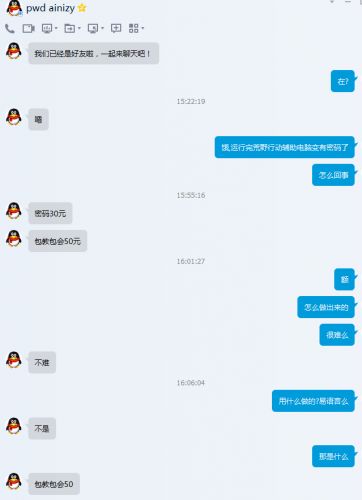 pwd ainizy
我们已经是好友啦，一起来聊天吧！
在?
15:22:19
嗯
饿,运行完荒野行动辅助电脑变有密码了
怎么回事
15:55:16
密码30元
包教包会50元
16:01:27
额
怎么做出来的
很难么
不难
16:06:04
用什么做的?易语言么
不是
那是什么
包教包会50